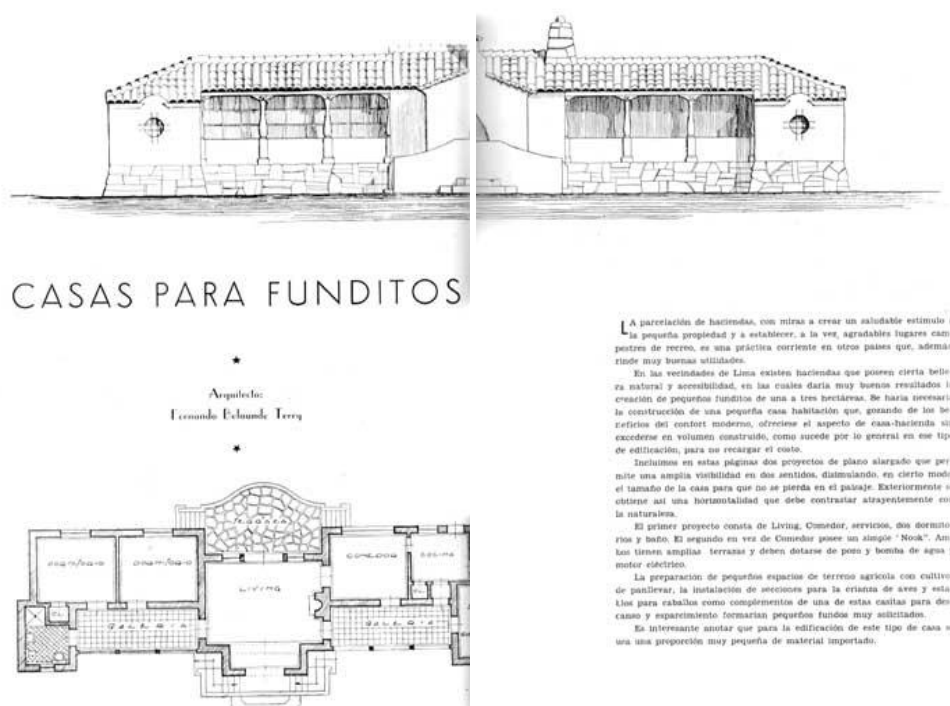 CASAS PARA FUNDITOS
Arquitecto:
Fernando Belaunde Terry
TERRAZA
DORMITORIO
DORMITORIO
LIVING
COMEDOR
COCINA
CL.
CL.
GALERIA
GALERIA
LA parcelación de haciendas, con miras a crear un saludable estímulo
la pequeña propiedad y a establecer, a la vez, agradables lugares cam
pestres de recreo, es una práctica corriente en otros países que, además
rinde muy buenas utilidades.
En las vecindades de Lima existen haciendas que poseen cierta belle
za natural y accesibilidad, en las cuales daría muy buenos resultados l
creación de pequeños funditos de una a tres hectáreas. Se haría necesari
la construcción de una pequeña casa habitación que, gozando de los be
neficios del confort moderno, ofreciese el aspecto de casa-hacienda sin
excederse en volumen construido, como sucede por lo general en ese tip
de edificación, para no recargar el costo.
Incluimos en estas páginas dos proyectos de plano alargado que per
mite una amplia visibilidad en dos sentidos, disimulando, en cierto modo
el tamaño de la casa para que no se pierda en el paisaje. Exteriormente s
obtiene así una horizontalidad que debe contrastar atrayentemente con
la naturaleza.
El primer proyecto consta de Living, Comedor, servicios, dos dormito
rios y baño. El segundo en vez de Comedor posee un simple "Nook". Am
bos tienen amplias terrazas y deben dotarse de pozo y bomba de agua
motor eléctrico.
La preparación de pequeños espacios de terreno agrícola con cultivo
de panllevar, la instalación de secciones para la crianza de aves y esta
blos para caballos como complementos de una de estas casitas para des
canso y esparcimiento formarían pequeños fundos muy solicitados.
Es interesante anotar que para la edificación de este tipo de casa s
usa una proporción muy pequeña de material importado.